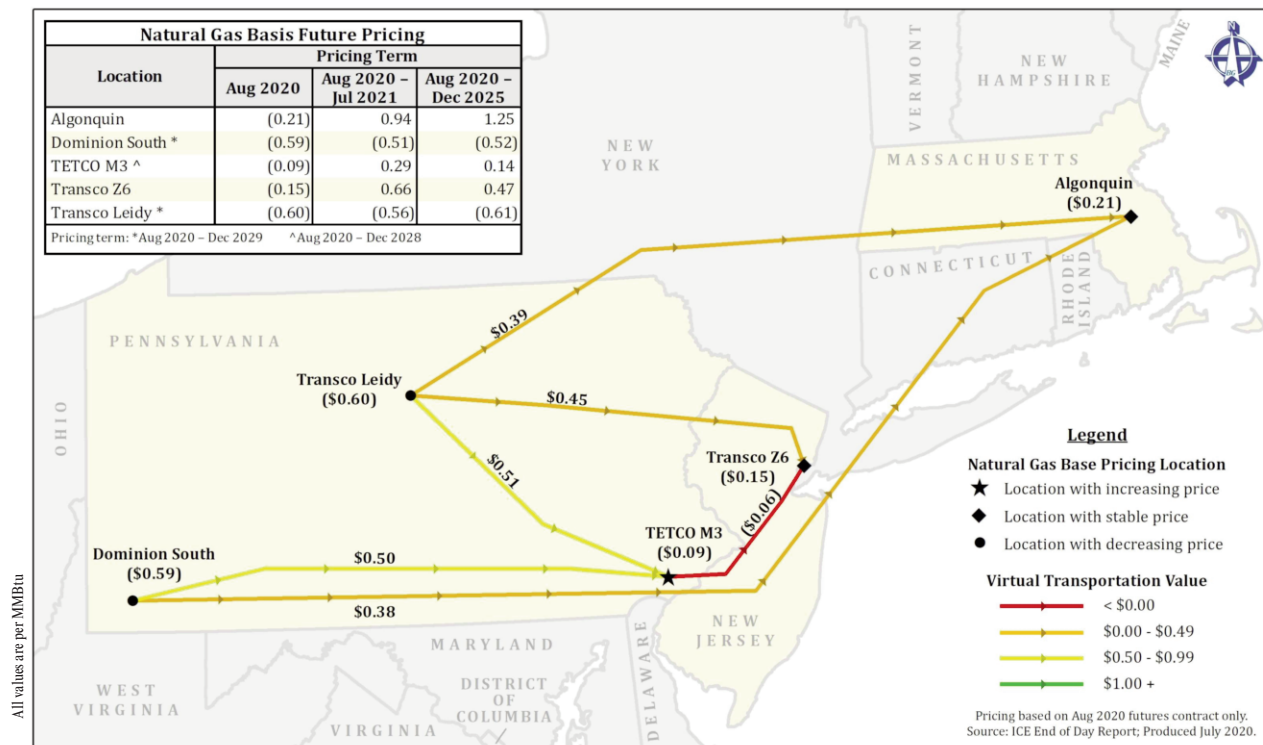 Natural Gas Basis Future Pricing
Location
Pricing Term
Aug 2020
Aug 2020 –
Jul 2021
Aug 2020 –
Dec 2025
Algonquin (0.21) 0.94 1.25
Dominion South * (0.59) (0.51) (0.52)
TETCO M3 ^ (0.09) 0.29 0.14
Transco Z6 (0.15) 0.66 0.47
Transco Leidy * (0.60) (0.56) (0.61)
Pricing term: *Aug 2020 – Dec 2029 ^Aug 2020 – Dec 2028
MAINE
VERMONT
NEW
HAMPSHIRE
NEW
YORK
MASSACHUSETTS
Algonquin
($0.21)
CONNECTICUT
RHODE
ISLAND
PENNSYLVANIA
$0.39
Transco Leidy
($0.60)
$0.45
OHIO
$0.51
Transco Z6
($0.15)
($0.06)
TETCO M3
($0.09)
Dominion South
($0.59)
$0.50
$0.38
NEW
JERSEY
MARYLAND
DELAWARE
WEST
VIRGINIA
DISTRICT
OF
COLUMBIA
VIRGINIA
Legend
Natural Gas Base Pricing Location
Location with increasing price
Location with stable price
Location with decreasing price
Virtual Transportation Value
< $0.00
$0.00 - $0.49
$0.50 - $0.99
$1.00 +
Pricing based on Aug 2020 futures contract only.
Source: ICE End of Day Report; Produced July 2020.
All values are per MMBtu